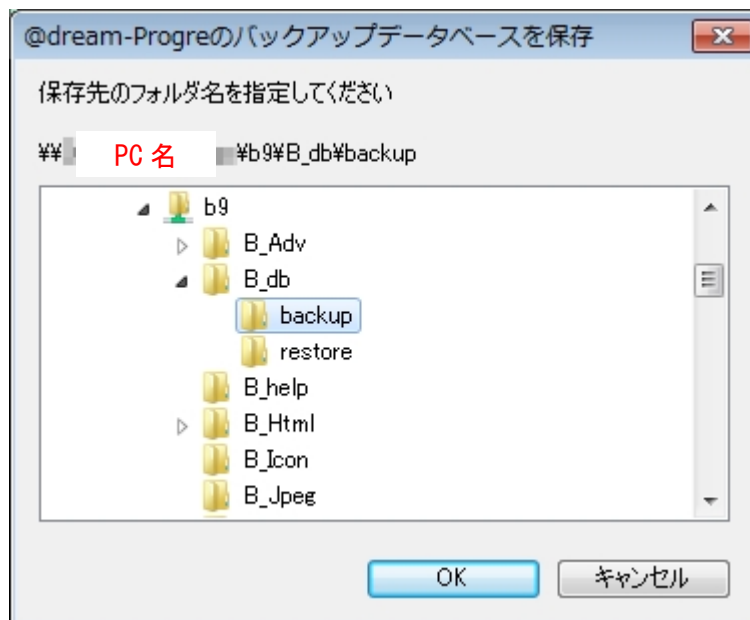 @dream-Progreのバックアップデータベースを保存
保存先のフォルダ名を指定してください
¥¥ PC名 ¥b9¥B_db¥backup
b9
B_Adv
B_db
backup
restore
B_help
B_Html
B_Icon
B_Jpeg
OK キャンセル